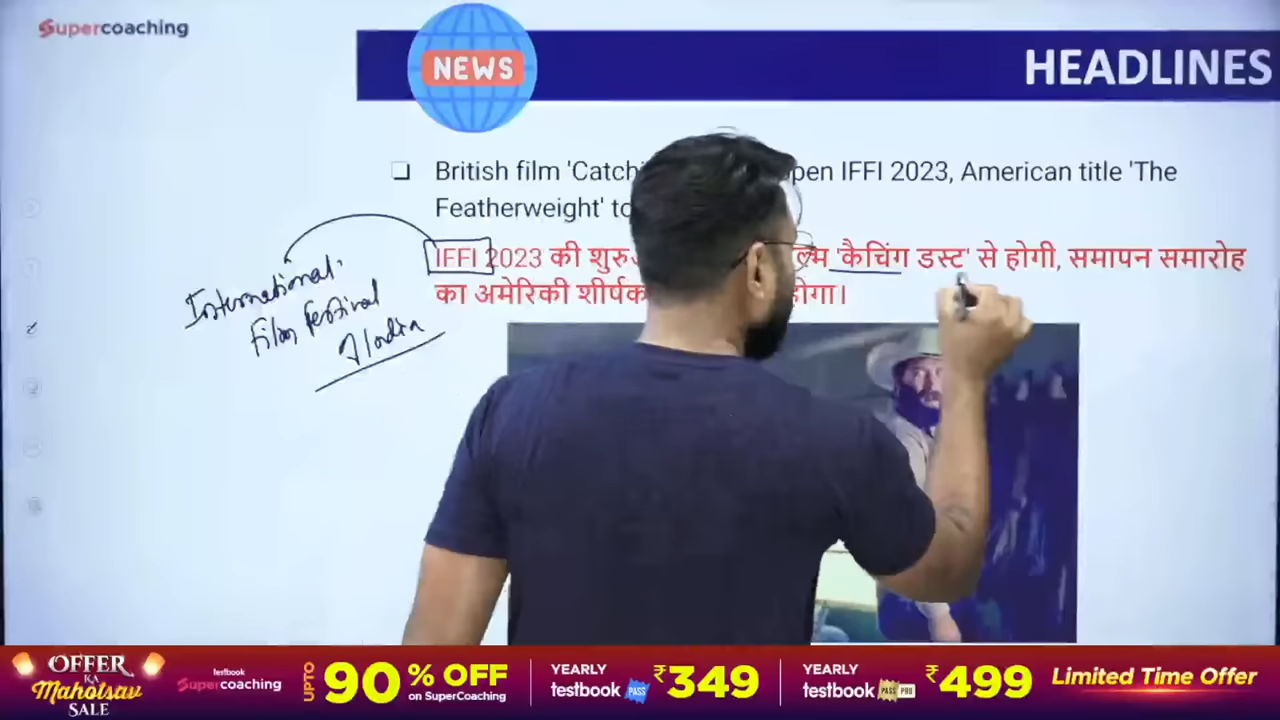 Supercoaching
NEWS
HEADLINES
British film 'Catchi pen IFFI 2023, American title 'The
Featherweight' to
IFFI 2023 की शुरु ल्म 'कैचिंग डस्ट' से होगी, समापन समारोह
का अमेरिकी शीर्षक होगा।
International
Film Festival
India
OFFER
KA
Mahotsav
SALE
testbook
Supercoaching
UPTO
90% OFF
on SuperCoaching
YEARLY
testbook PASS
₹349
YEARLY
testbook PASS PRO
₹499
Limited Time Offer